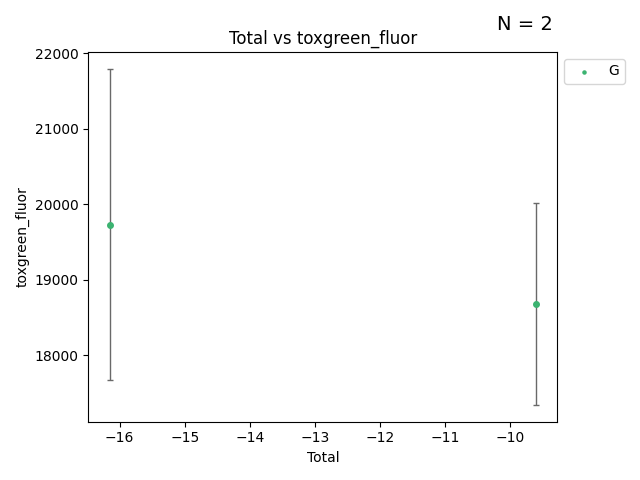 N = 2
Total vs toxgreen_fluor
G
22000
21000
20000
19000
18000
toxgreen_fluor
−16 −15 −14 −13 −12 −11 −10
Total